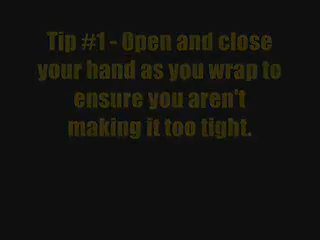 Tip #1 - Open and close
your hand as you wrap to
ensure you aren't
making it too tight.